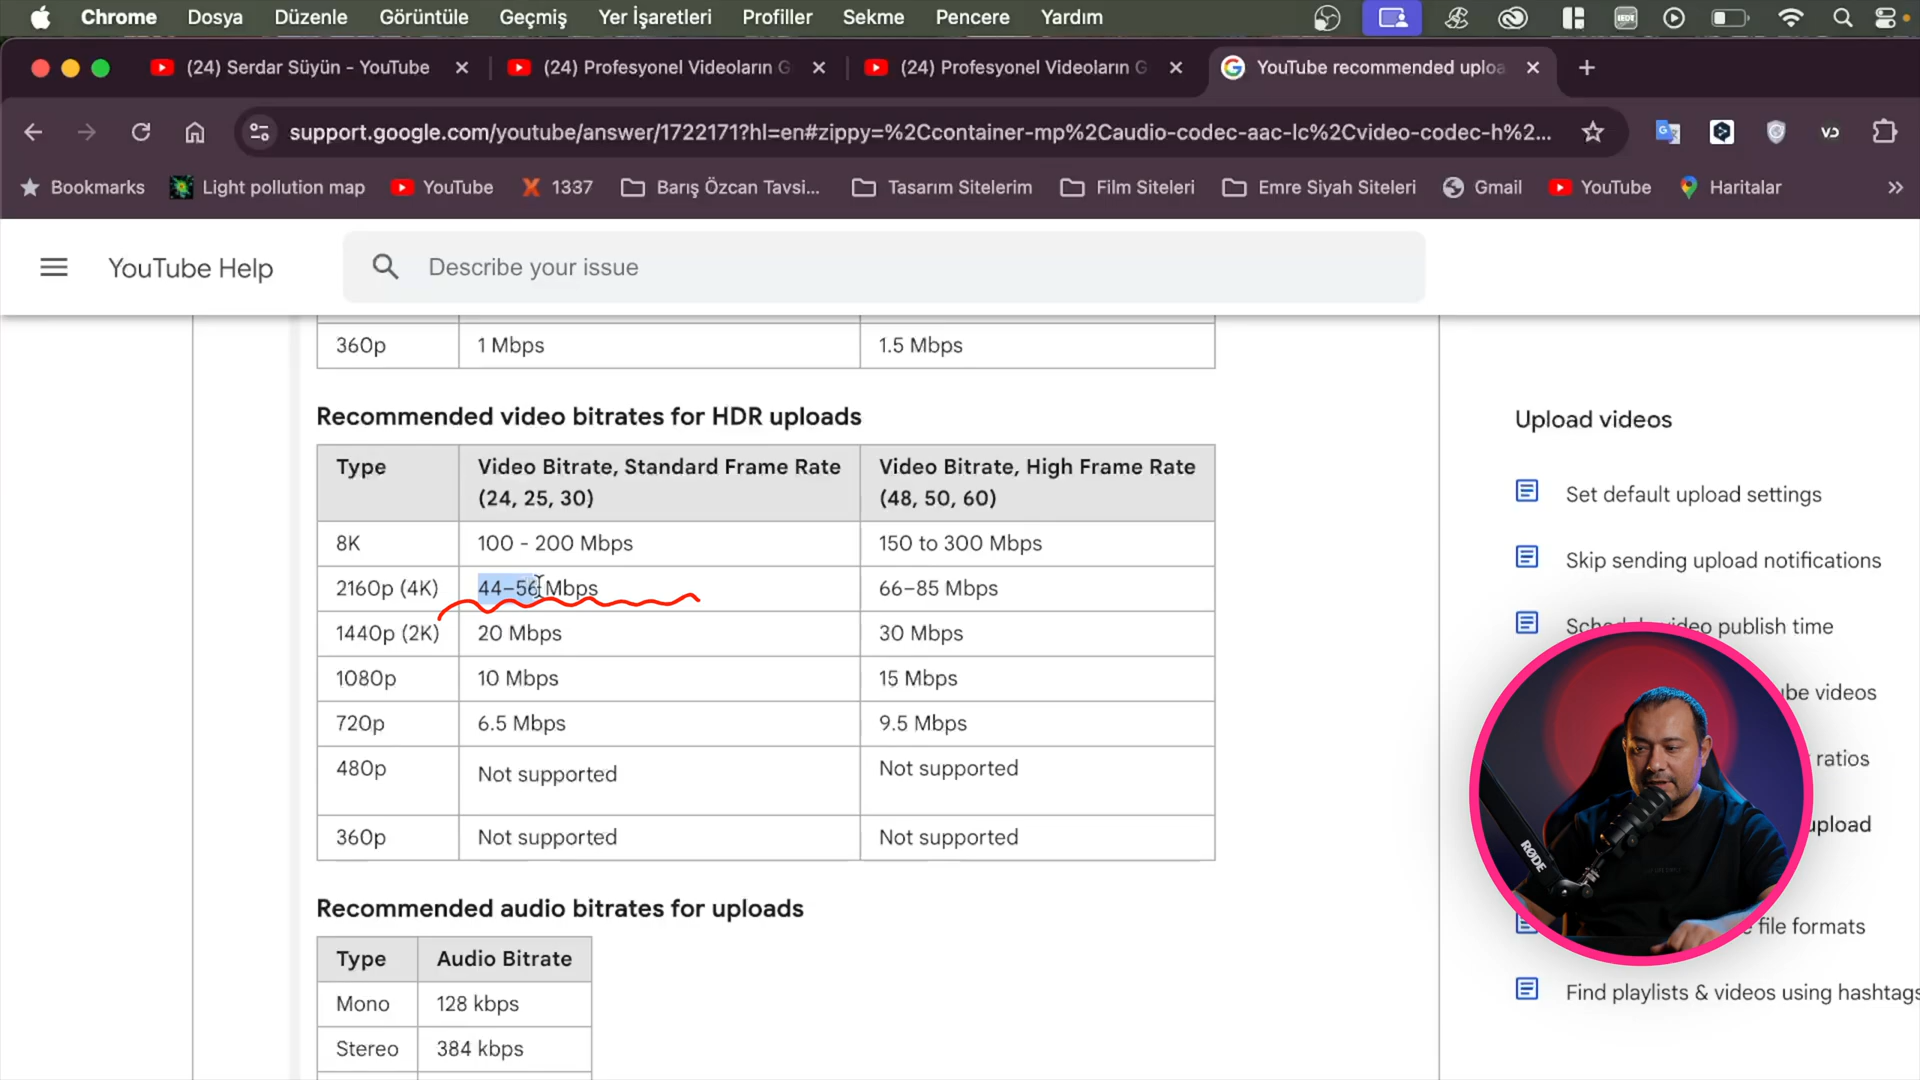 Chrome Dosya Düzenle Görüntüle Geçmiş Yer İşaretleri Profiller Sekme Pencere Yardım
(24) Serdar Süyün - YouTube
(24) Profesyonel Videoların G
(24) Profesyonel Videoların G
YouTube recommended uploa
support.google.com/youtube/answer/1722171?hl=en#zippy=%2Ccontainer-mp%2Caudio-codec-aac-lc%2Cvideo-codec-h%2...
Bookmarks Light pollution map YouTube 1337 Barış Özcan Tavsi... Tasarım Sitelerim Film Siteleri Emre Siyah Siteleri Gmail YouTube Haritalar
YouTube Help
Describe your issue
360p 1 Mbps 1.5 Mbps
Recommended video bitrates for HDR uploads
Type Video Bitrate, Standard Frame Rate (24, 25, 30) Video Bitrate, High Frame Rate (48, 50, 60)
8K 100 - 200 Mbps 150 to 300 Mbps
2160p (4K) 44–56 Mbps 66–85 Mbps
1440p (2K) 20 Mbps 30 Mbps
1080p 10 Mbps 15 Mbps
720p 6.5 Mbps 9.5 Mbps
480p Not supported Not supported
360p Not supported Not supported
Recommended audio bitrates for uploads
Type Audio Bitrate
Mono 128 kbps
Stereo 384 kbps
Upload videos
Set default upload settings
Skip sending upload notifications
video publish time
videos
ratios
upload
file formats
Find playlists & videos using hashtags
RØDE